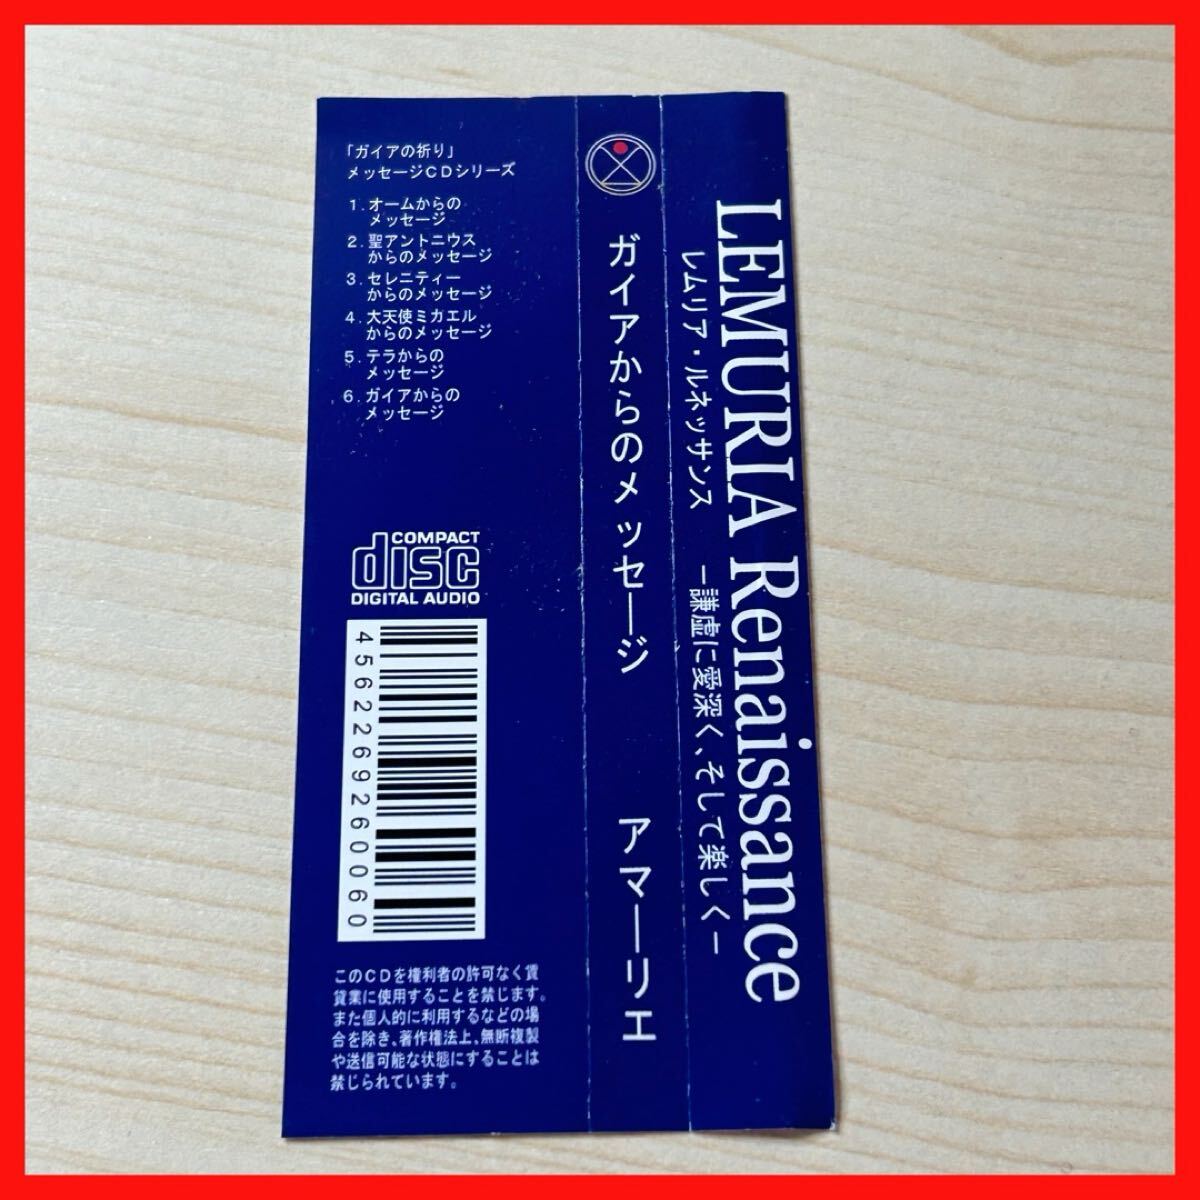 「ガイアの祈り」
メッセージCDシリーズ
1. オームからの
メッセージ
2. 聖アントニウス
からのメッセージ
3. セレニティー
からのメッセージ
4. 大天使ミカエル
からのメッセージ
5. テラからの
メッセージ
6. ガイアからの
メッセージ
COMPACT
disc
DIGITAL AUDIO
4562269260060
このCDを権利者の許可なく賃
貸業に使用することを禁じます。
また個人的に利用するなどの場
合を除き、著作権法上、無断複製
や送信可能な状態にすることは
禁じられています。
ガイアからのメッセージ アマーリエ
LEMURIA Renaissance
レムリア・ルネッサンス －謙虚に愛深く、そして楽しく－